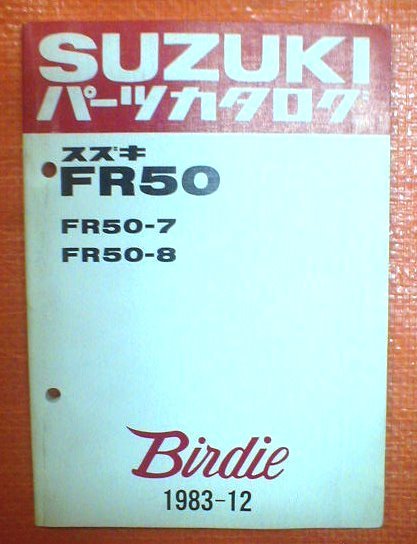 SUZUKI
パーツカタログ
スズキ
FR50
FR50-7
FR50-8
Birdie
1983-12